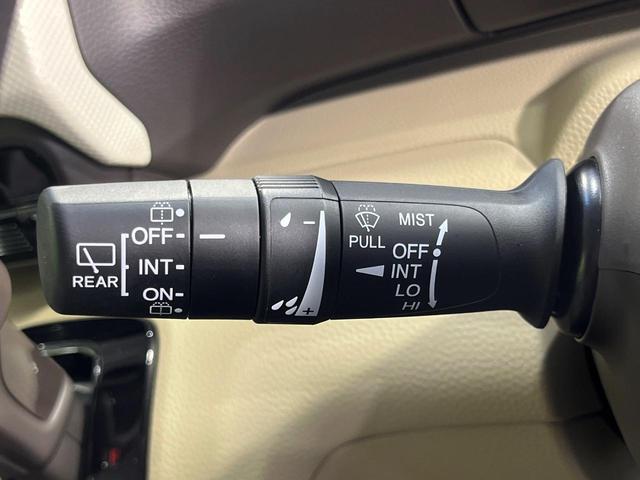 OFF
INT
ON
REAR
−
+
PULL
MIST
OFF
INT
LO
HI